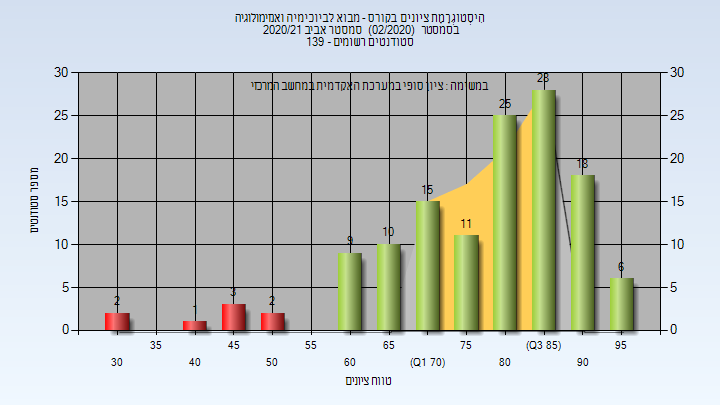 היסטוגרמת ציונים בקורס - מבוא לביוכימיה ואנזימולוגיה
בסמסטר (02/2020) סמסטר אביב 2020/21
סטודנטים רשומים - 139
במשימה : ציון סופי במערכת האקדמית במחשב המרכזי
30 30
25 25
20 20
15 15
10 10
5 5
0 0
2 1 3 2 9 10 15 11 25 28 18 6
מספר סטודנטים
35 45 55 65 75 (Q3 85) 95
30 40 50 60 (Q1 70) 80 90
טווח ציונים